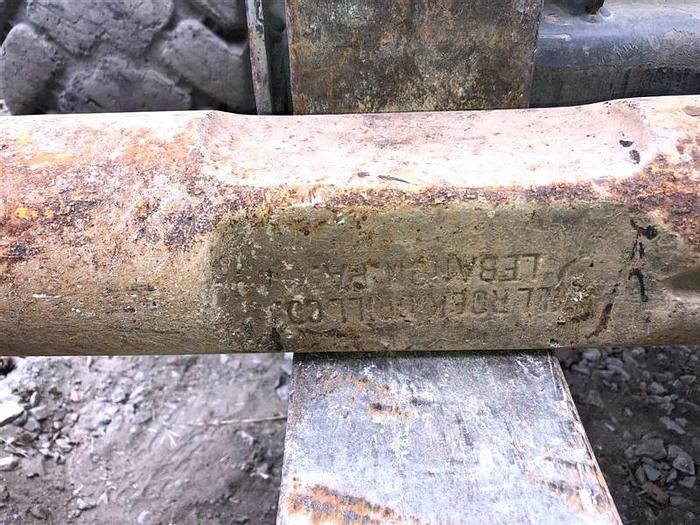 ROCK DRILL CO.
LEBANON, PA.